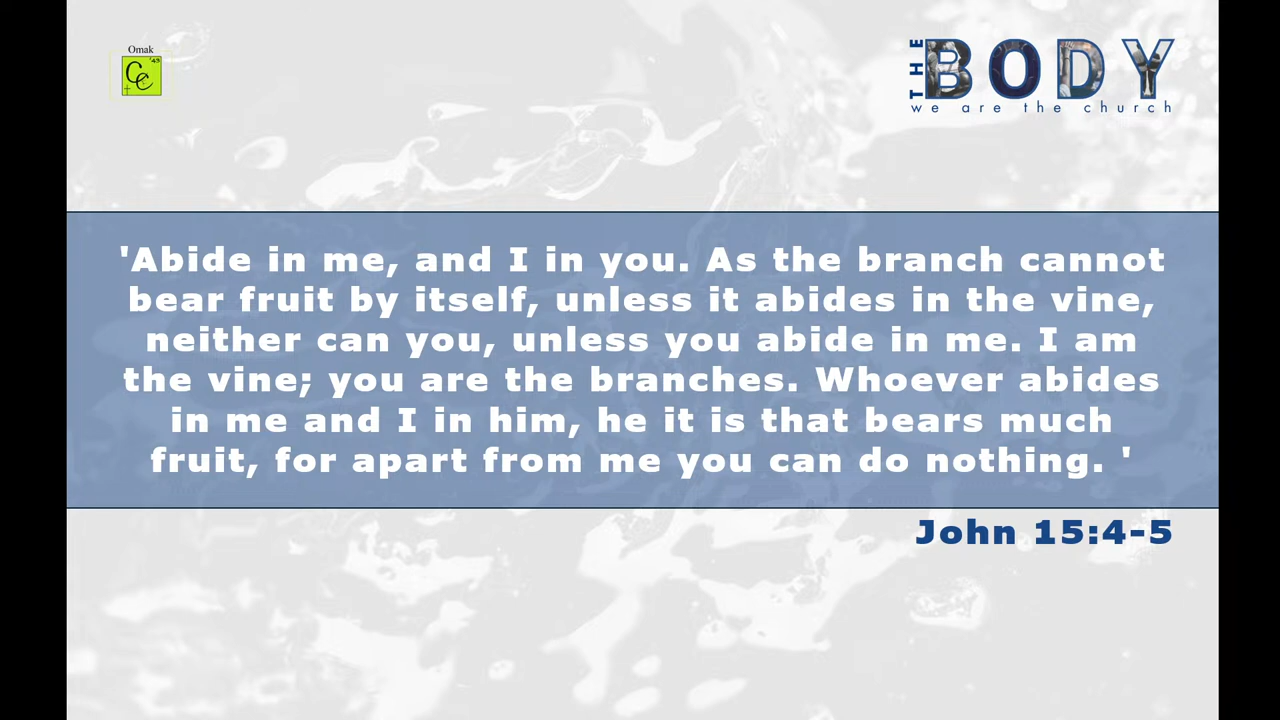 Omak
CC '45
THE BODY
we are the church
'Abide in me, and I in you. As the branch cannot
bear fruit by itself, unless it abides in the vine,
neither can you, unless you abide in me. I am
the vine; you are the branches. Whoever abides
in me and I in him, he it is that bears much
fruit, for apart from me you can do nothing. '
John 15:4-5